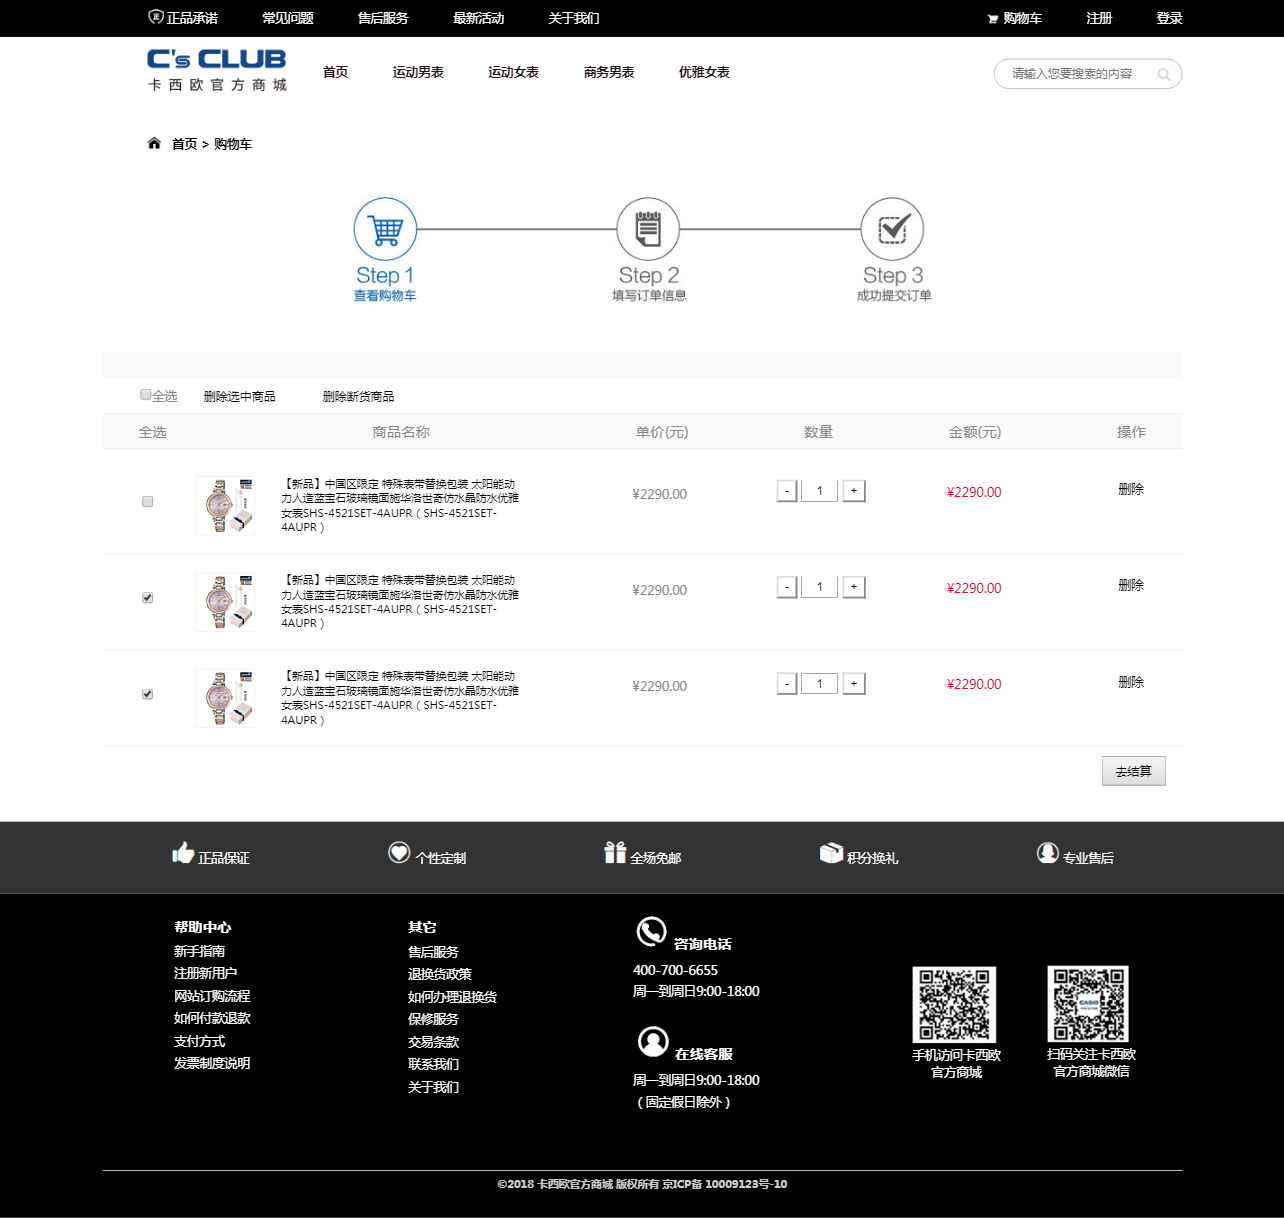 正品承诺 常见问题 售后服务 最新活动 关于我们 购物车 注册 登录
C's CLUB
卡西欧官方商城
首页 运动男表 运动女表 商务男表 优雅女表
请输入您要搜索的内容
首页 > 购物车
Step 1 Step 2 Step 3
查看购物车 填写订单信息 成功提交订单
全选 删除选中商品 删除断货商品
全选 商品名称 单价(元) 数量 金额(元) 操作
【新品】中国区限定 特殊表带替换包装 太阳能动
力人造蓝宝石玻璃镜面施华洛世奇仿水晶防水优雅
女表SHS-4521SET-4AUPR（SHS-4521SET-
4AUPR）
¥2290.00 - 1 + ¥2290.00 删除
【新品】中国区限定 特殊表带替换包装 太阳能动
力人造蓝宝石玻璃镜面施华洛世奇仿水晶防水优雅
女表SHS-4521SET-4AUPR（SHS-4521SET-
4AUPR）
¥2290.00 - 1 + ¥2290.00 删除
【新品】中国区限定 特殊表带替换包装 太阳能动
力人造蓝宝石玻璃镜面施华洛世奇仿水晶防水优雅
女表SHS-4521SET-4AUPR（SHS-4521SET-
4AUPR）
¥2290.00 - 1 + ¥2290.00 删除
去结算
正品保证 个性定制 全场免邮 积分换礼 专业售后
帮助中心
新手指南
注册新用户
网站订购流程
如何付款退款
支付方式
发票制度说明
其它
售后服务
退换货政策
如何办理退换货
保修服务
交易条款
联系我们
关于我们
咨询电话
400-700-6655
周一到周日9:00-18:00
在线客服
周一到周日9:00-18:00
（固定假日除外）
手机访问卡西欧
官方商城
CASIO
扫码关注卡西欧
官方商城微信
©2018 卡西欧官方商城 版权所有 京ICP备 10009123号-10